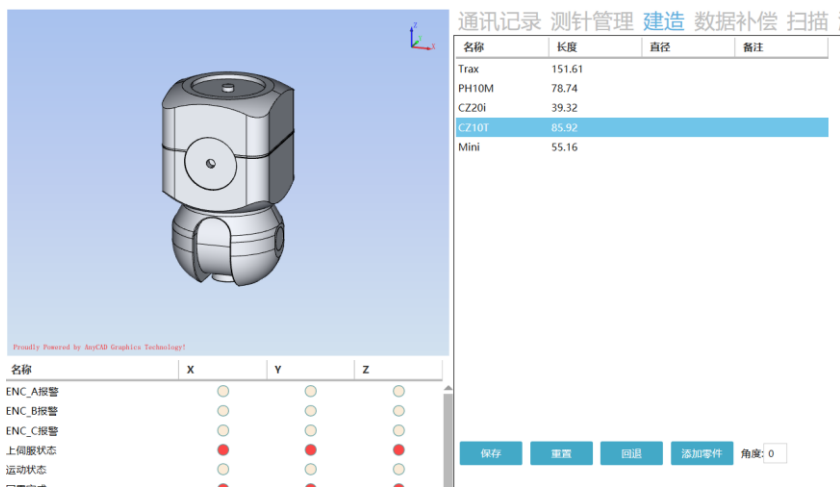 通讯记录 测针管理 建造 数据补偿 扫描
Z
X
名称 长度 直径 备注
Trax 151.61
PH10M 78.74
CZ20i 39.32
CZ10T 85.92
Mini 55.16
Proudly Powered by AnyCAD Graphics Technology!
名称 X Y Z
ENC_A报警
ENC_B报警
ENC_C报警
上伺服状态
运动状态
保存 重置 回退 添加零件 角度: 0